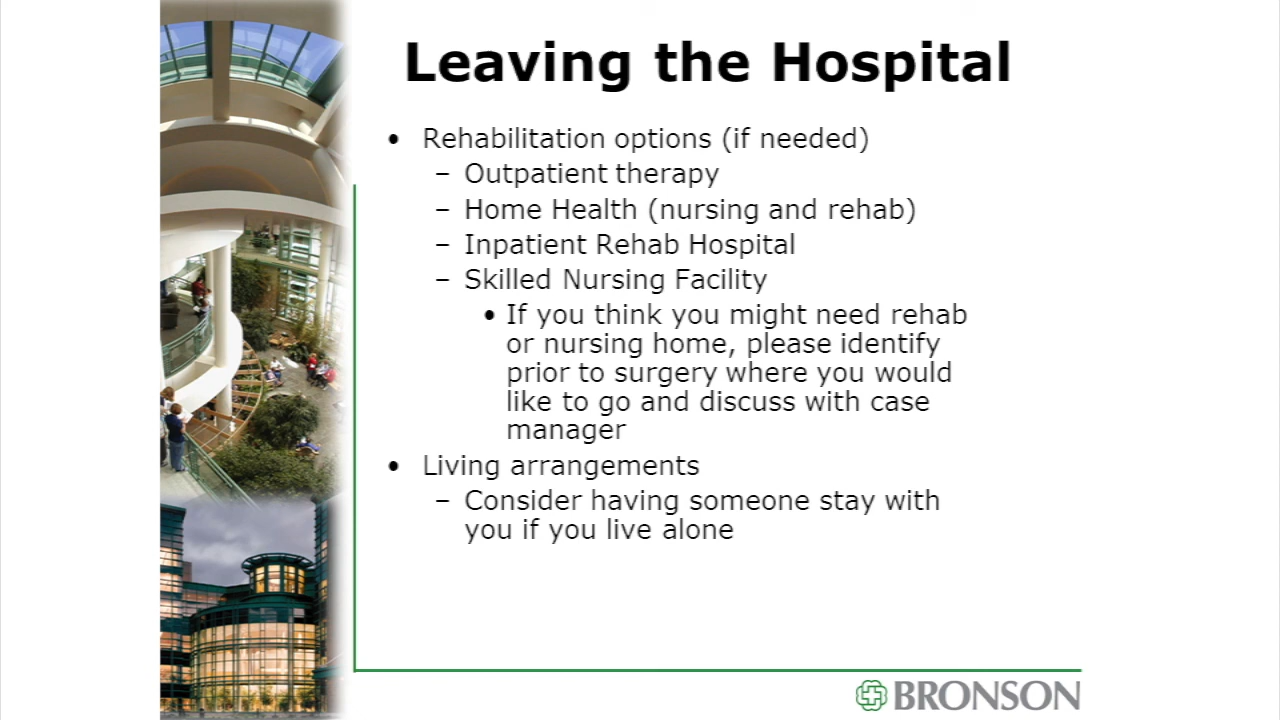 Leaving the Hospital
• Rehabilitation options (if needed)
– Outpatient therapy
– Home Health (nursing and rehab)
– Inpatient Rehab Hospital
– Skilled Nursing Facility
• If you think you might need rehab
or nursing home, please identify
prior to surgery where you would
like to go and discuss with case
manager
• Living arrangements
– Consider having someone stay with
you if you live alone
BRONSON